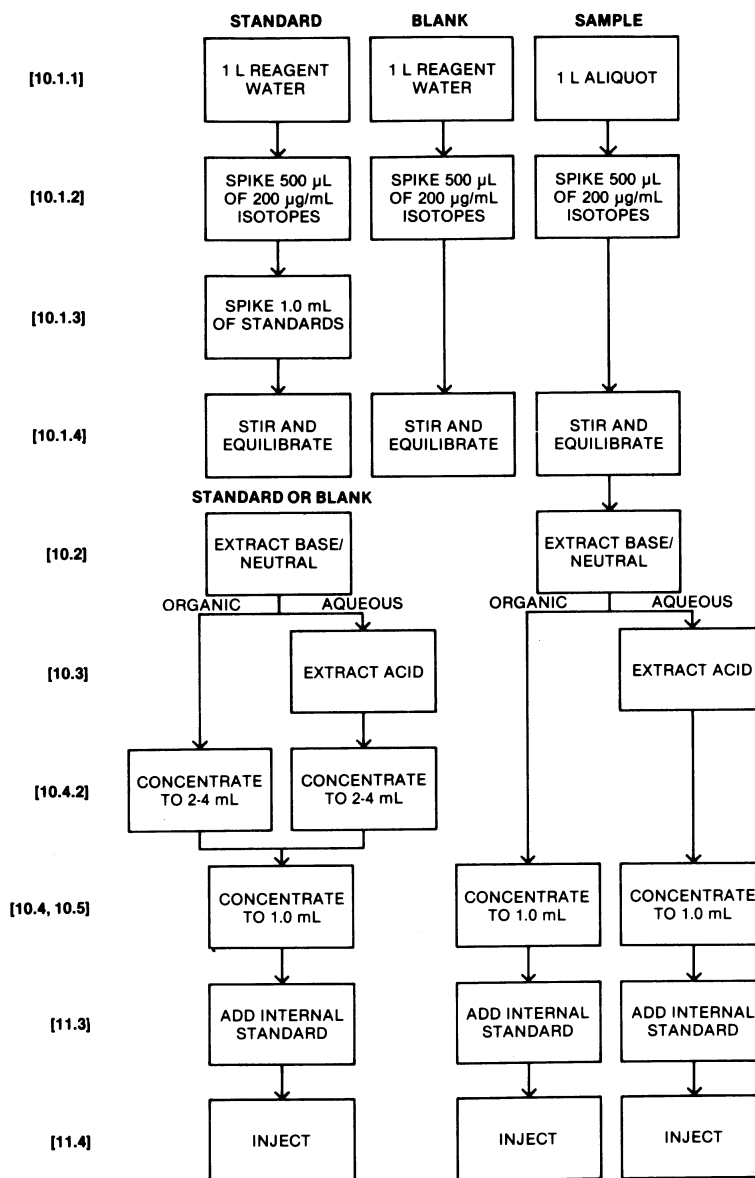 STANDARD BLANK SAMPLE
[10.1.1]
1 L REAGENT
WATER
1 L REAGENT
WATER
1 L ALIQUOT
[10.1.2]
SPIKE 500 µL
OF 200 µg/mL
ISOTOPES
SPIKE 500 µL
OF 200 µg/mL
ISOTOPES
SPIKE 500 µL
OF 200 µg/mL
ISOTOPES
[10.1.3]
SPIKE 1.0 mL
OF STANDARDS
[10.1.4]
STIR AND
EQUILIBRATE
STIR AND
EQUILIBRATE
STIR AND
EQUILIBRATE
STANDARD OR BLANK
[10.2]
EXTRACT BASE/
NEUTRAL
EXTRACT BASE/
NEUTRAL
ORGANIC AQUEOUS
ORGANIC AQUEOUS
[10.3]
EXTRACT ACID
EXTRACT ACID
[10.4.2]
CONCENTRATE
TO 2-4 mL
CONCENTRATE
TO 2-4 mL
[10.4, 10.5]
CONCENTRATE
TO 1.0 mL
CONCENTRATE
TO 1.0 mL
CONCENTRATE
TO 1.0 mL
[11.3]
ADD INTERNAL
STANDARD
ADD INTERNAL
STANDARD
ADD INTERNAL
STANDARD
[11.4]
INJECT
INJECT
INJECT